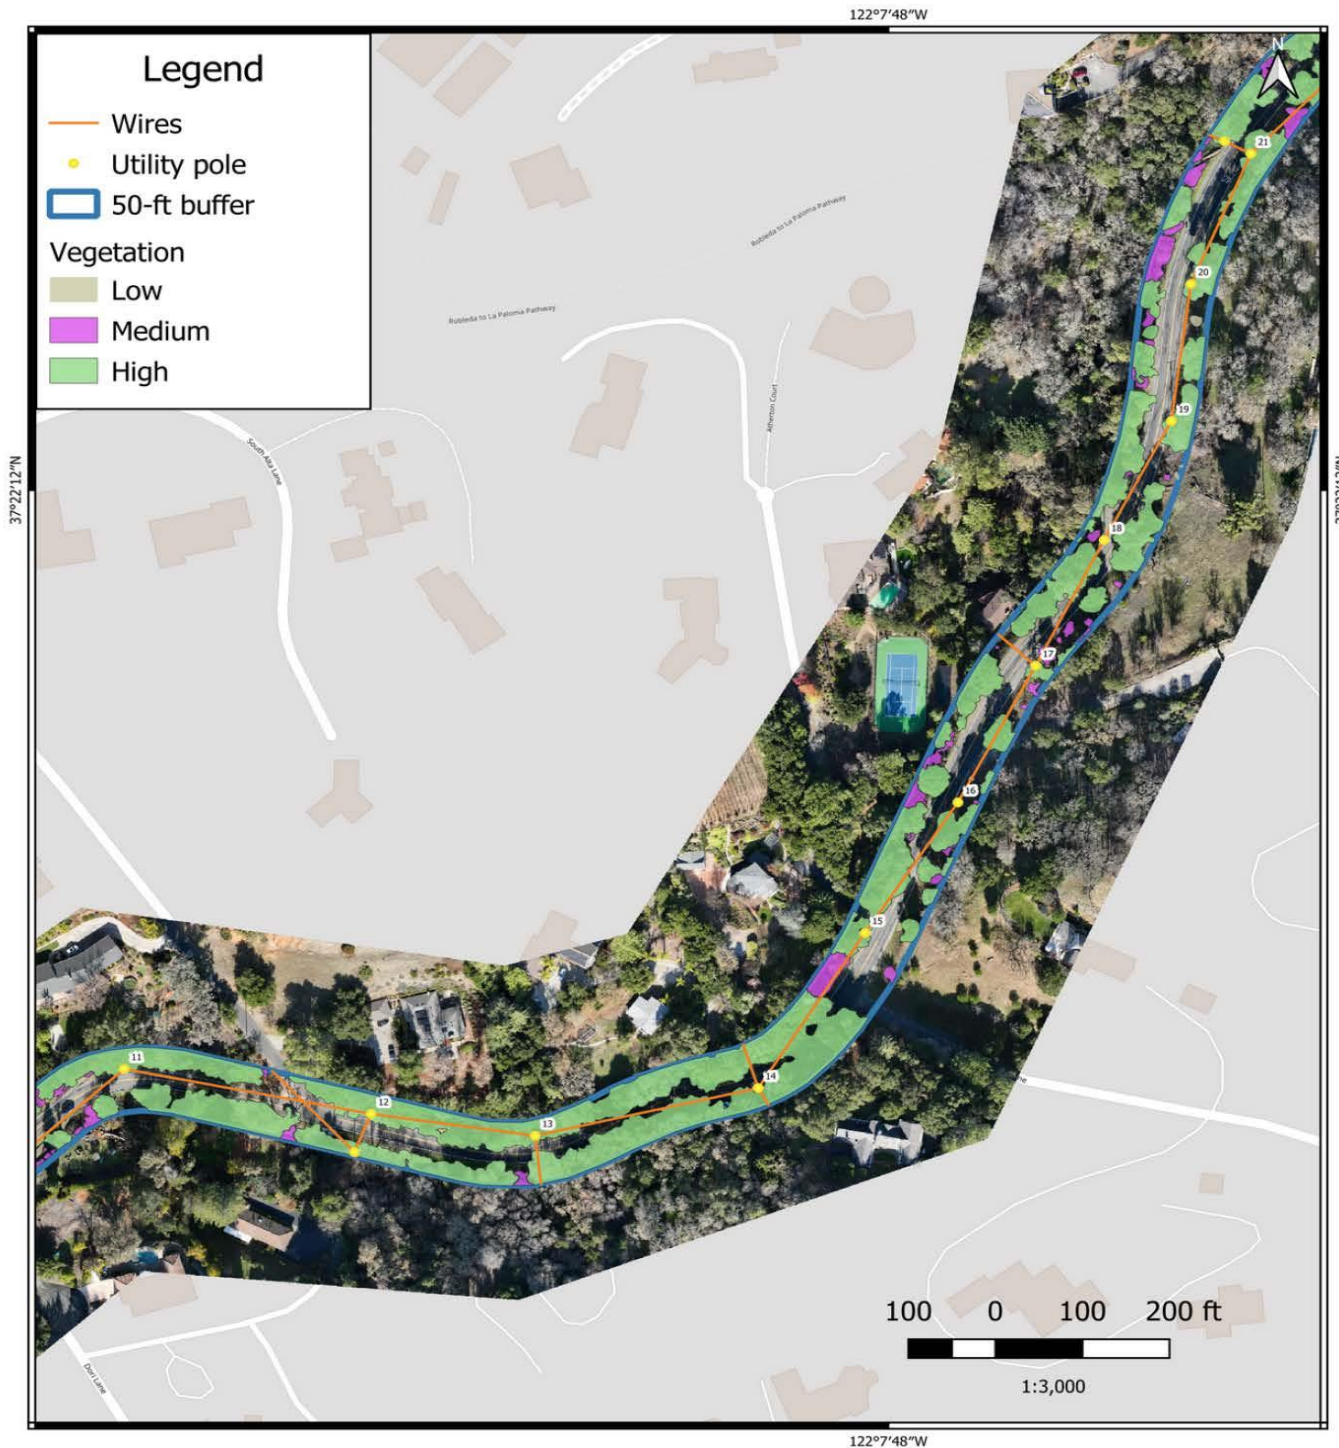 122°7'48"W
Legend
Wires
Utility pole
50-ft buffer
Vegetation
Low
Medium
High
N
21
Robleda to La Paloma Pathway
20
Robleda to La Paloma Pathway
Atherton Court
19
South Alta Lane
37°22'12"N
18
17
16
15
14
13
12
11
100 0 100 200 ft
1:3,000
Dori Lane
122°7'48"W